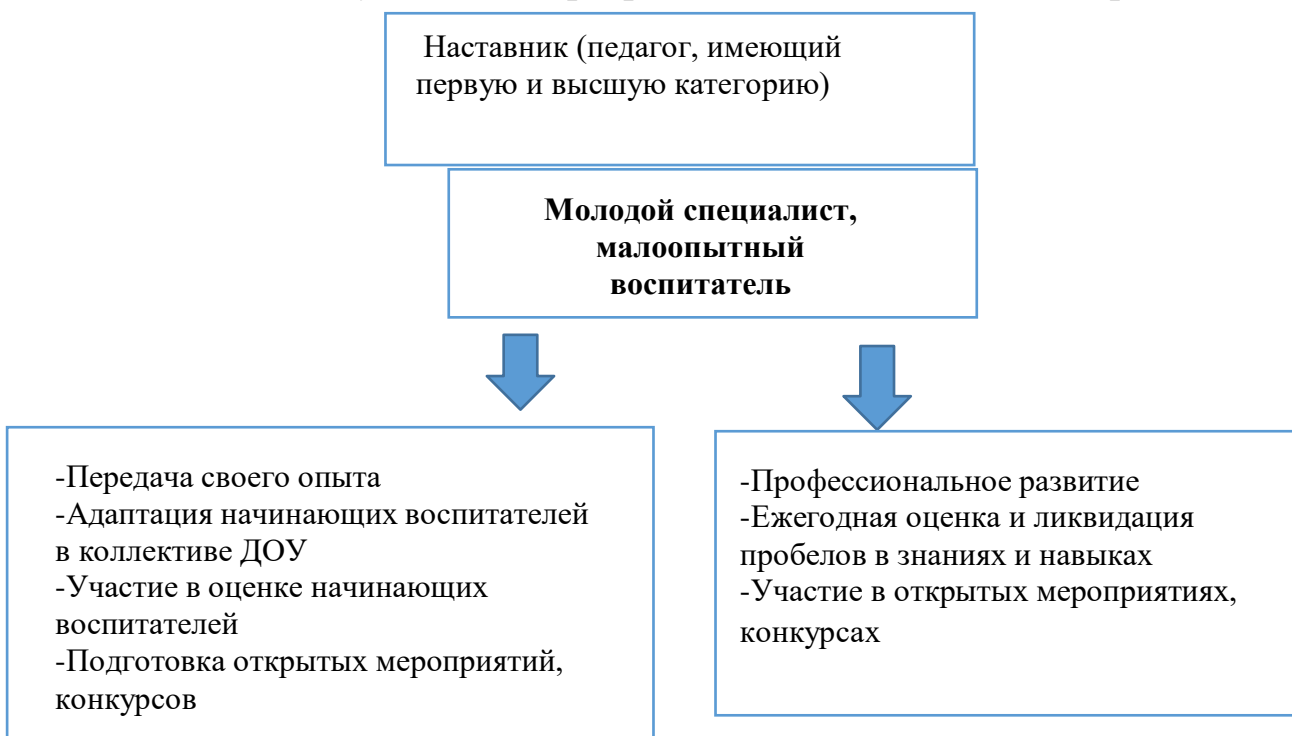 Наставник (педагог, имеющий
первую и высшую категорию)
Молодой специалист,
малоопытный
воспитатель
-Передача своего опыта
-Адаптация начинающих воспитателей
в коллективе ДОУ
-Участие в оценке начинающих
воспитателей
-Подготовка открытых мероприятий,
конкурсов
-Профессиональное развитие
-Ежегодная оценка и ликвидация
пробелов в знаниях и навыках
-Участие в открытых мероприятиях,
конкурсах